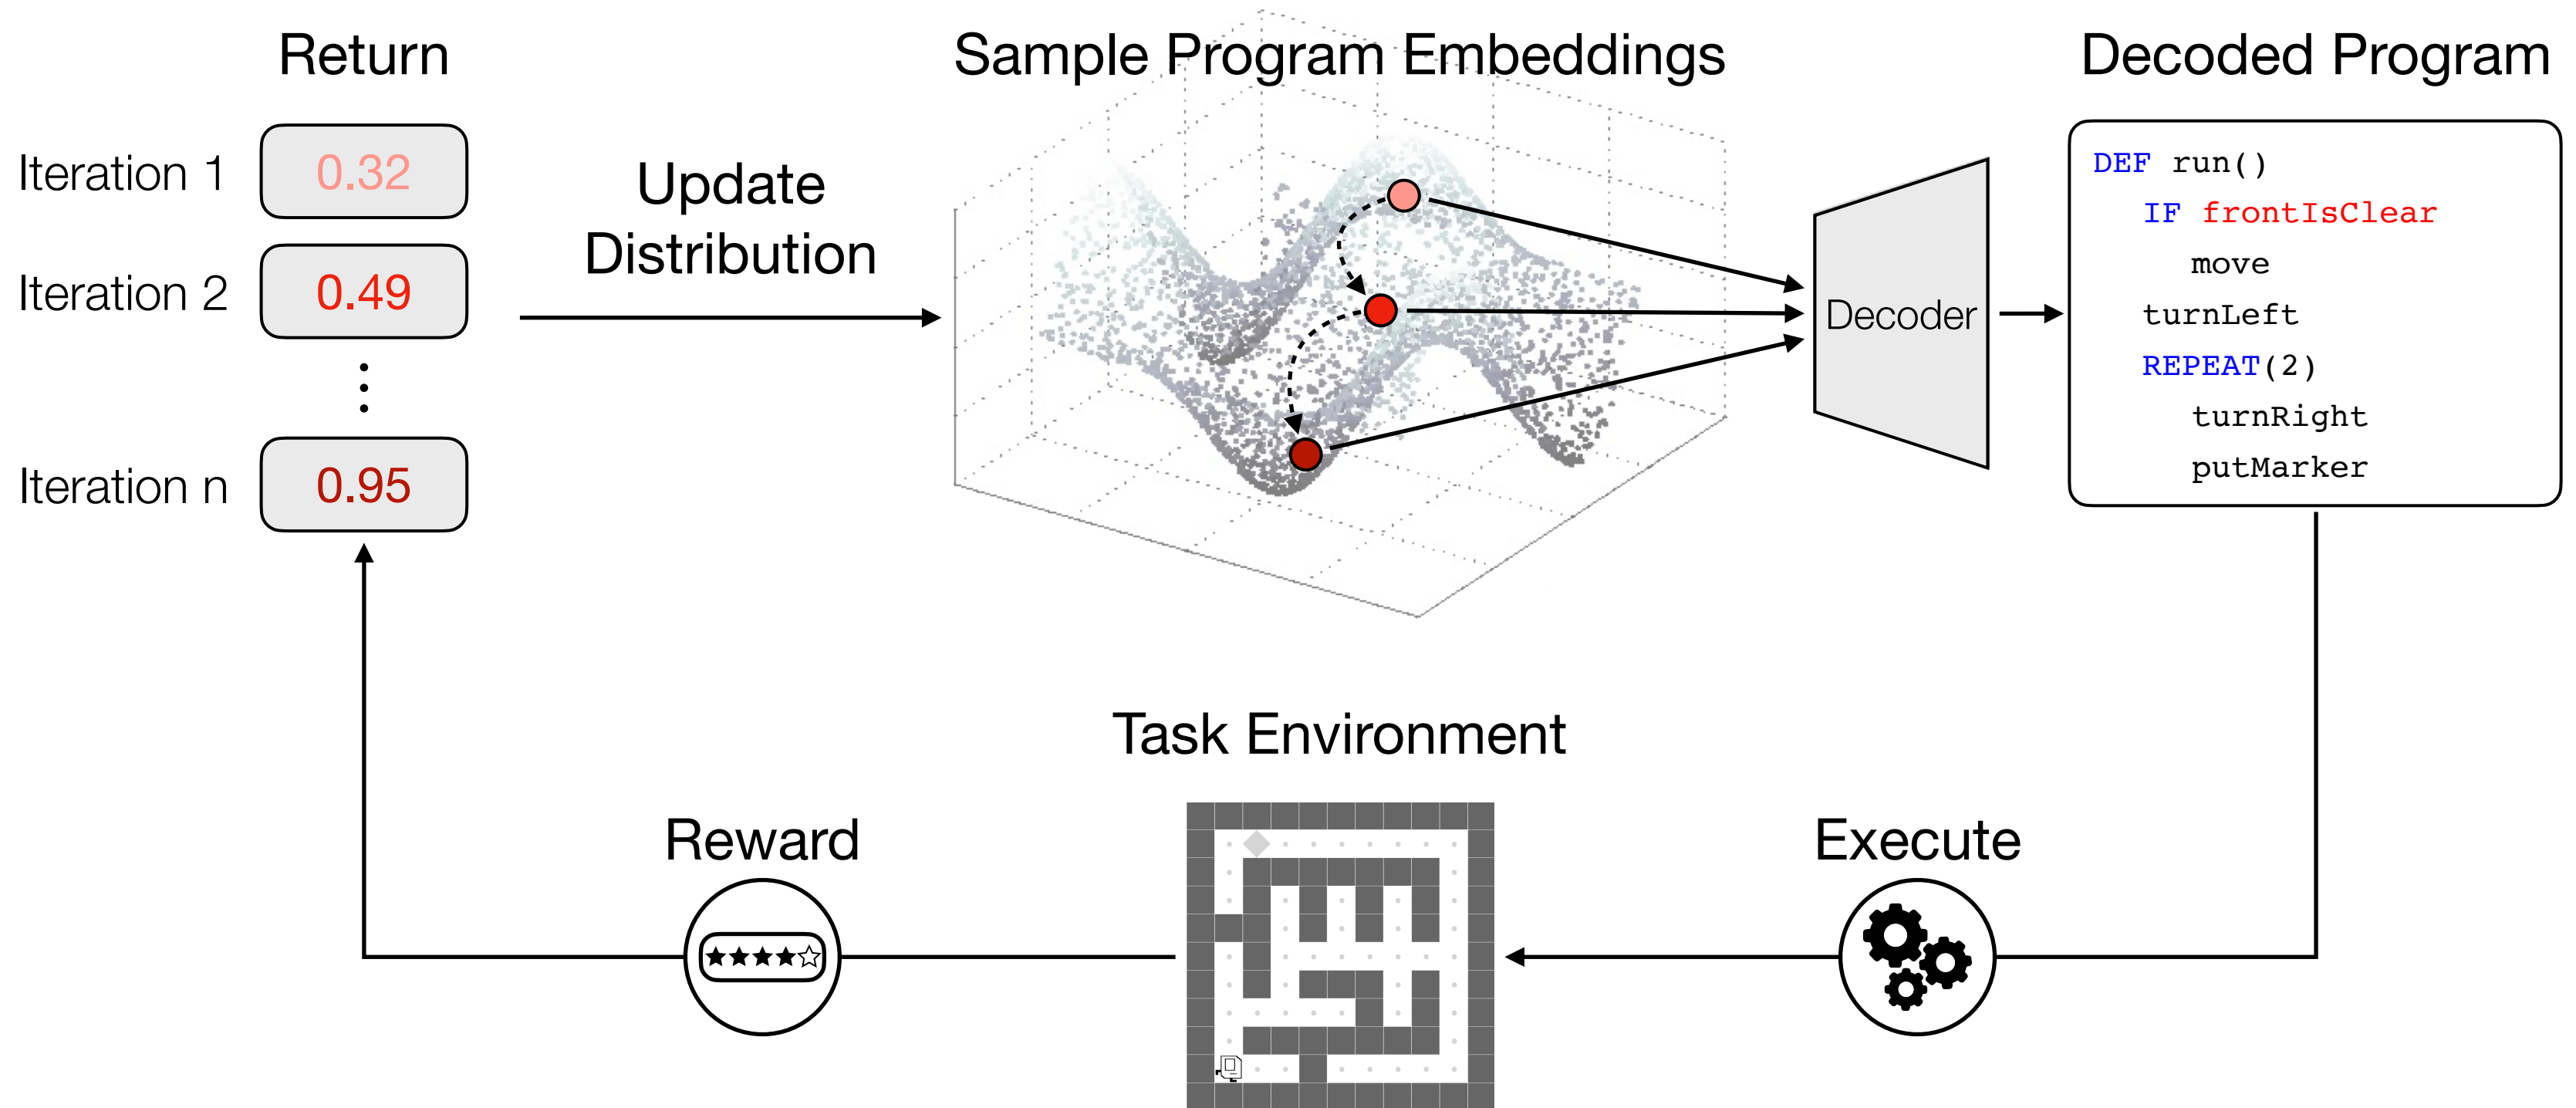 Return
Iteration 1
0.32
Iteration 2
0.49
Iteration n
0.95
Update
Distribution
Sample Program Embeddings
Decoder
Decoded Program
DEF run()
IF frontIsClear
move
turnLeft
REPEAT(2)
turnRight
putMarker
Task Environment
Reward
Execute